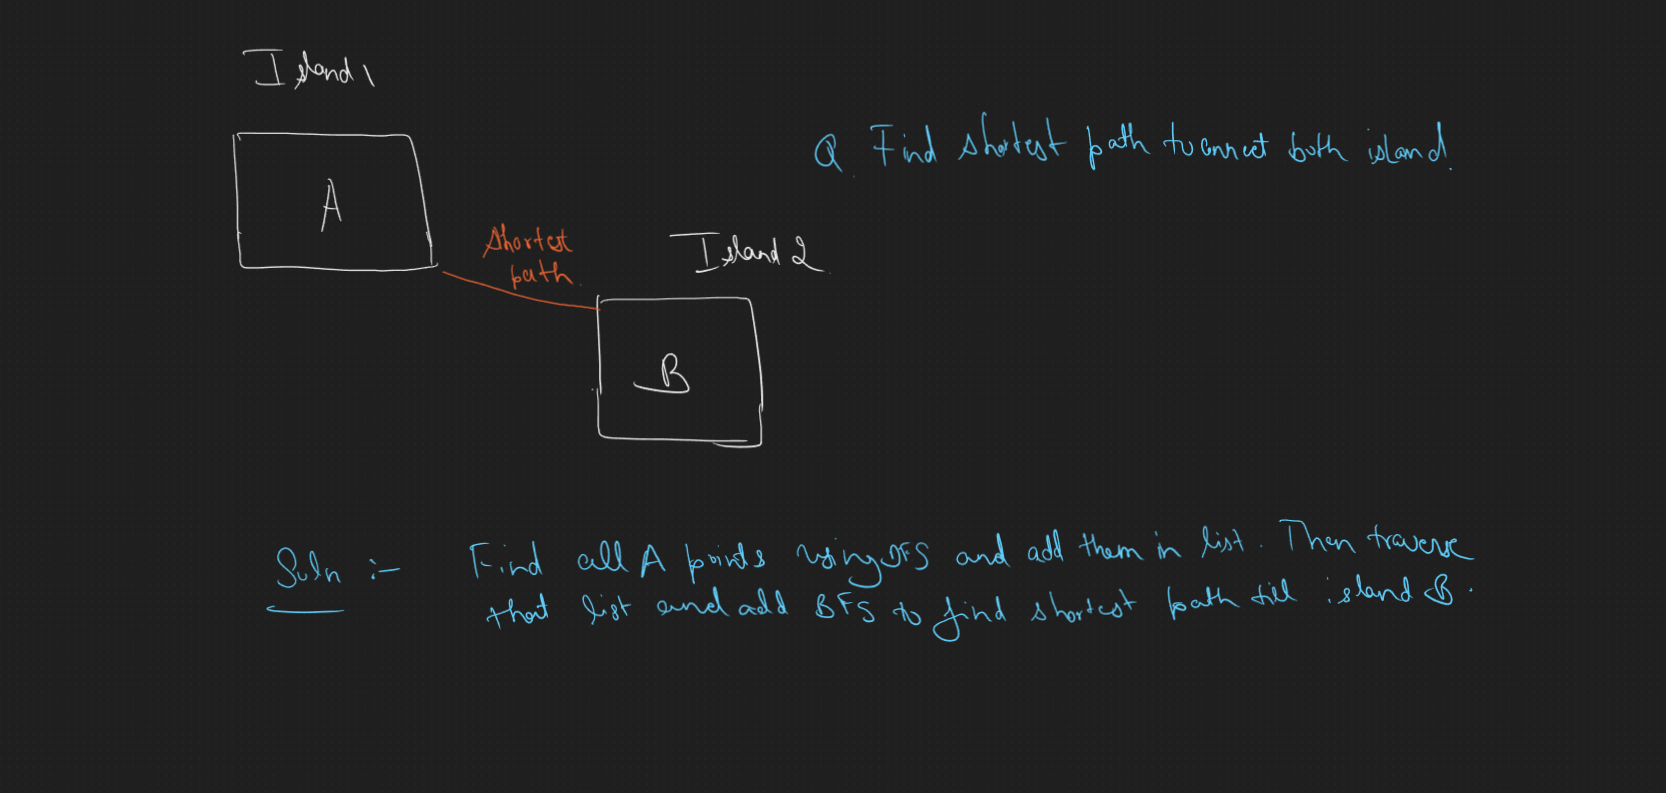 Island 1
Q. Find shortest path to connect both island.
A
Shortest
path.
Island 2
B
Soln :-
Find all A points using DFS and add them in list. Then traverse
that list and add BFS to find shortest path till island B.